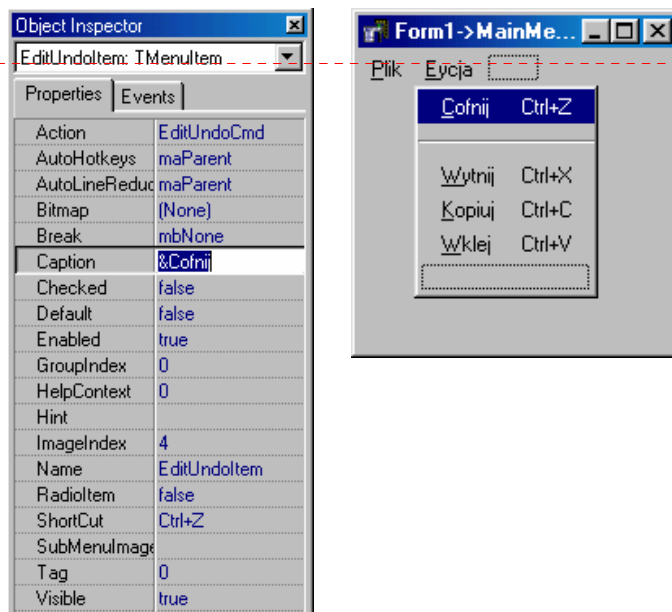 Object Inspector
EditUndoItem: TMenuItem
Properties Events
Action EditUndoCmd
AutoHotkeys maParent
AutoLineReduc maParent
Bitmap (None)
Break mbNone
Caption &Cofnij
Checked false
Default false
Enabled true
GroupIndex 0
HelpContext 0
Hint
ImageIndex 4
Name EditUndoItem
RadioItem false
ShortCut Ctrl+Z
SubMenuImage
Tag 0
Visible true
Form1->MainMe...
Plik Eycja
Cofnij Ctrl+Z
Wytnij Ctrl+X
Kopiuj Ctrl+C
Wklej Ctrl+V